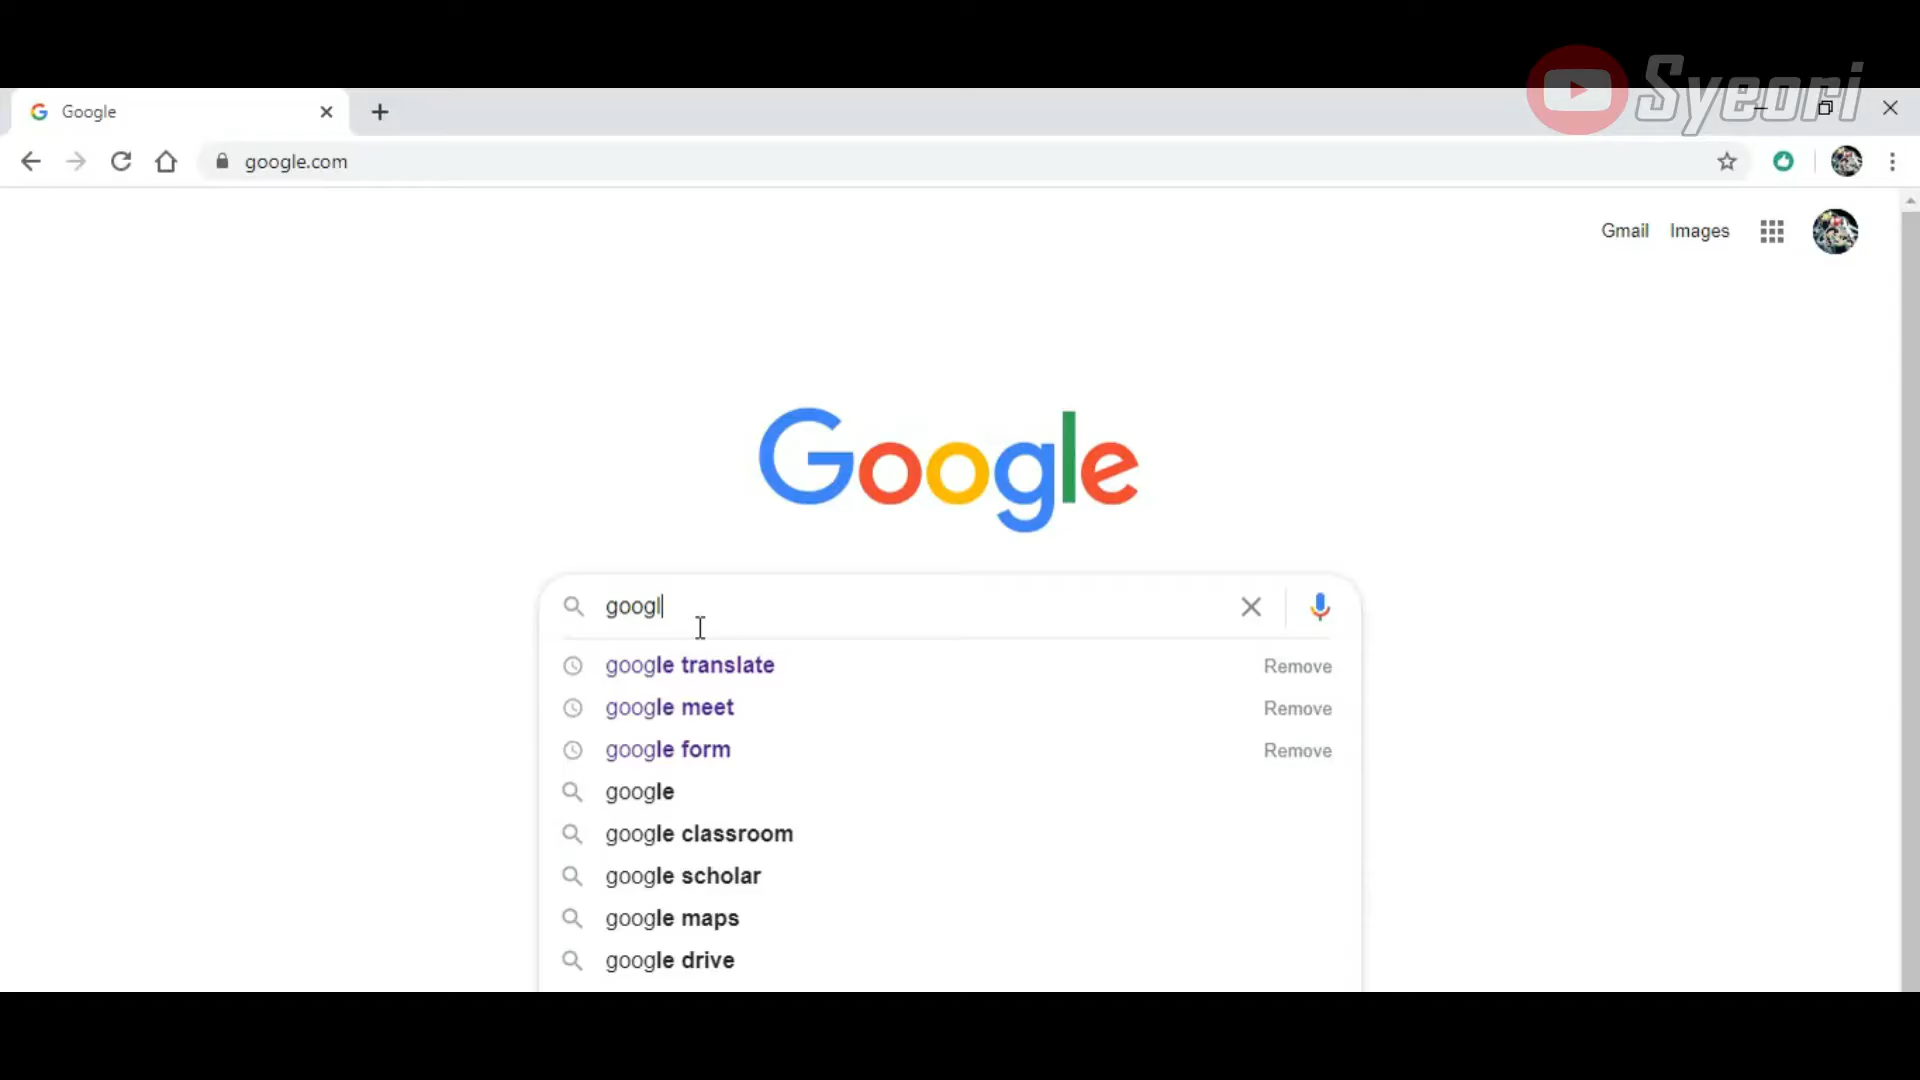 Syeori
Google
google.com
Gmail Images
Google
googl
google translate Remove
google meet Remove
google form Remove
google
google classroom
google scholar
google maps
google drive